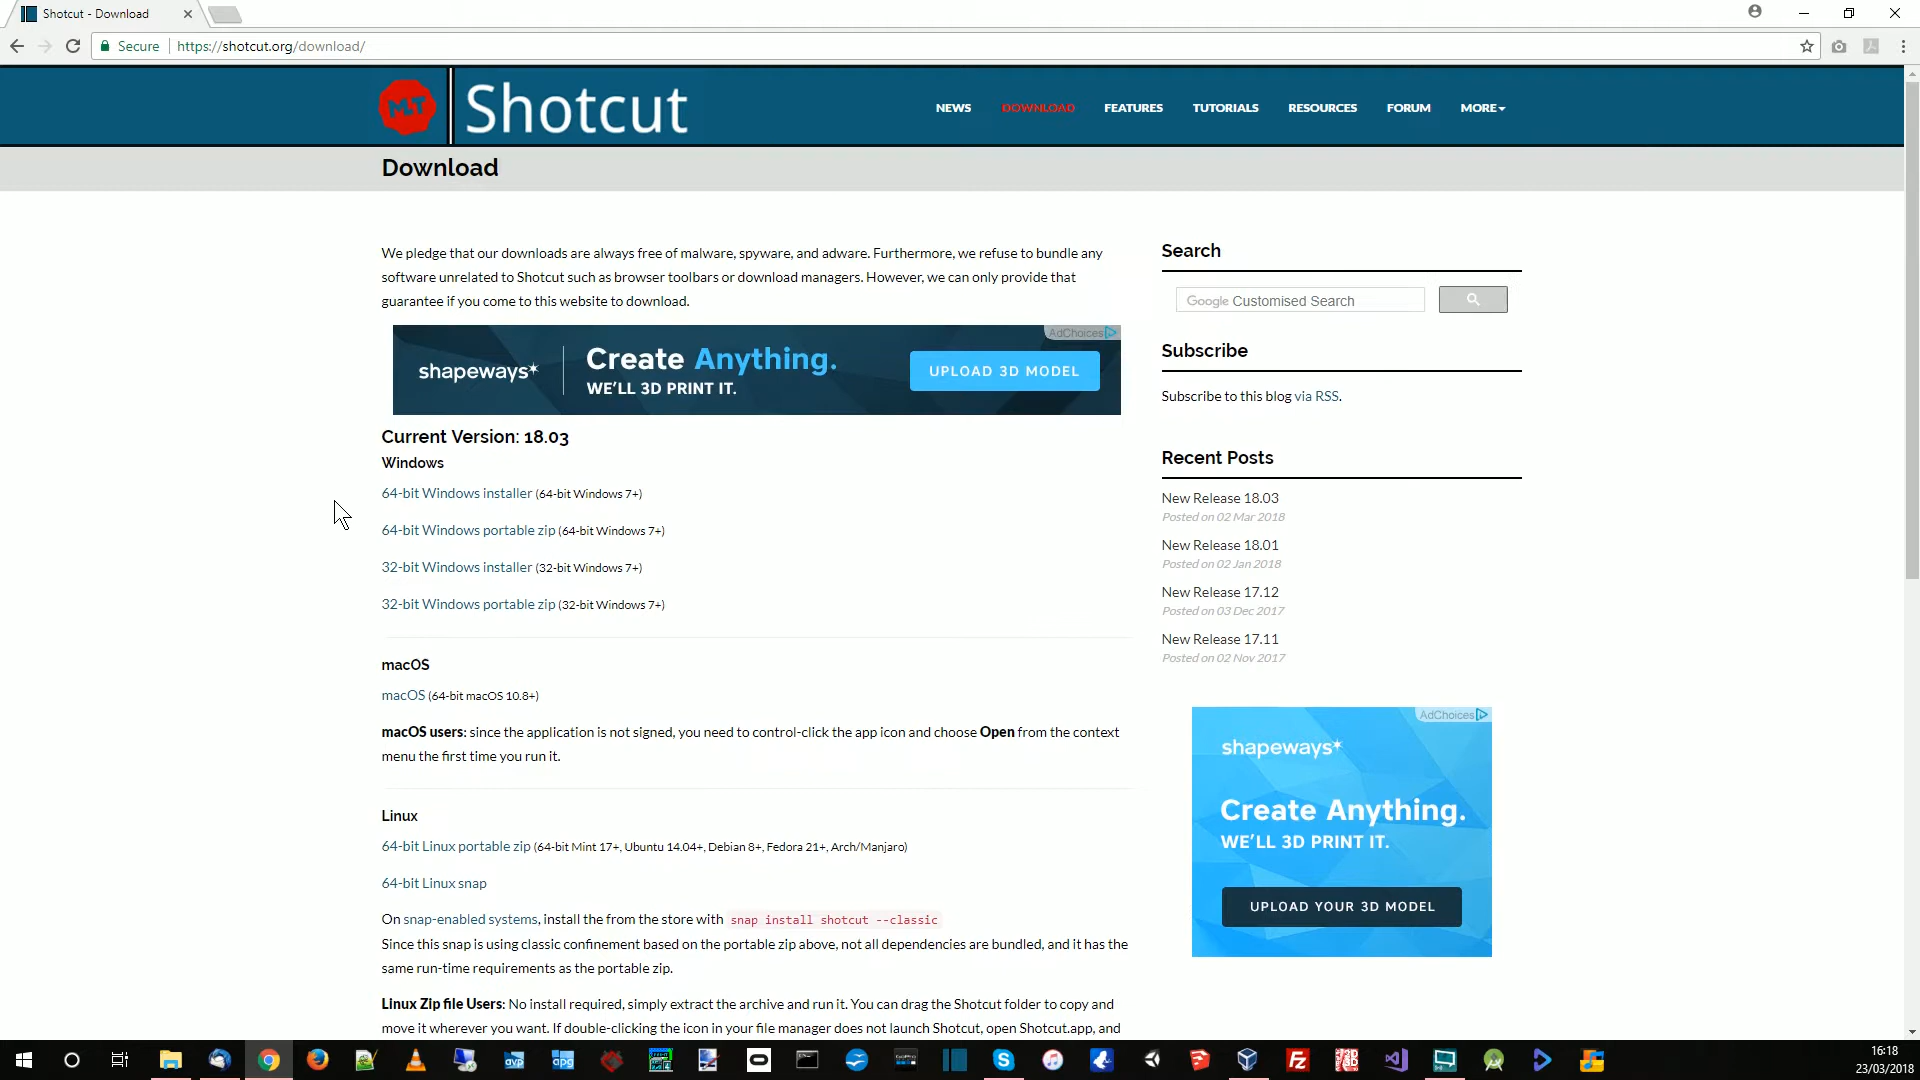 Shotcut - Download
Secure https://shotcut.org/download/
MLT Shotcut
NEWS DOWNLOAD FEATURES TUTORIALS RESOURCES FORUM MORE
Download
We pledge that our downloads are always free of malware, spyware, and adware. Furthermore, we refuse to bundle any
software unrelated to Shotcut such as browser toolbars or download managers. However, we can only provide that
guarantee if you come to this website to download.
AdChoices
shapeways*
Create Anything.
WE'LL 3D PRINT IT.
UPLOAD 3D MODEL
Current Version: 18.03
Windows
64-bit Windows installer (64-bit Windows 7+)
64-bit Windows portable zip (64-bit Windows 7+)
32-bit Windows installer (32-bit Windows 7+)
32-bit Windows portable zip (32-bit Windows 7+)
macOS
macOS (64-bit macOS 10.8+)
macOS users: since the application is not signed, you need to control-click the app icon and choose Open from the context
menu the first time you run it.
Linux
64-bit Linux portable zip (64-bit Mint 17+, Ubuntu 14.04+, Debian 8+, Fedora 21+, Arch/Manjaro)
64-bit Linux snap
On snap-enabled systems, install the from the store with snap install shotcut --classic
Since this snap is using classic confinement based on the portable zip above, not all dependencies are bundled, and it has the
same run-time requirements as the portable zip.
Linux Zip file Users: No install required, simply extract the archive and run it. You can drag the Shotcut folder to copy and
move it wherever you want. If double-clicking the icon in your file manager does not launch Shotcut, open Shotcut.app, and
Search
Google Customised Search
Subscribe
Subscribe to this blog via RSS.
Recent Posts
New Release 18.03
Posted on 02 Mar 2018
New Release 18.01
Posted on 02 Jan 2018
New Release 17.12
Posted on 03 Dec 2017
New Release 17.11
Posted on 02 Nov 2017
AdChoices
shapeways*
Create Anything.
WE'LL 3D PRINT IT.
UPLOAD YOUR 3D MODEL
16:18
23/03/2018